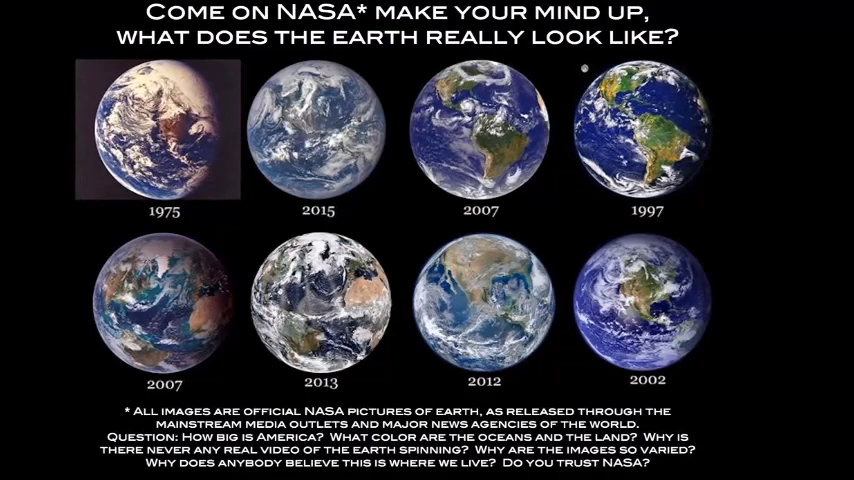 Come on NASA* make your mind up,
what does the earth really look like?
1975
2015
2007
1997
2007
2013
2012
2002
* All images are official NASA pictures of earth, as released through the
mainstream media outlets and major news agencies of the world.
Question: How big is America? What color are the oceans and the land? Why is
there never any real video of the earth spinning? Why are the images so varied?
Why does anybody believe this is where we live? Do you trust NASA?